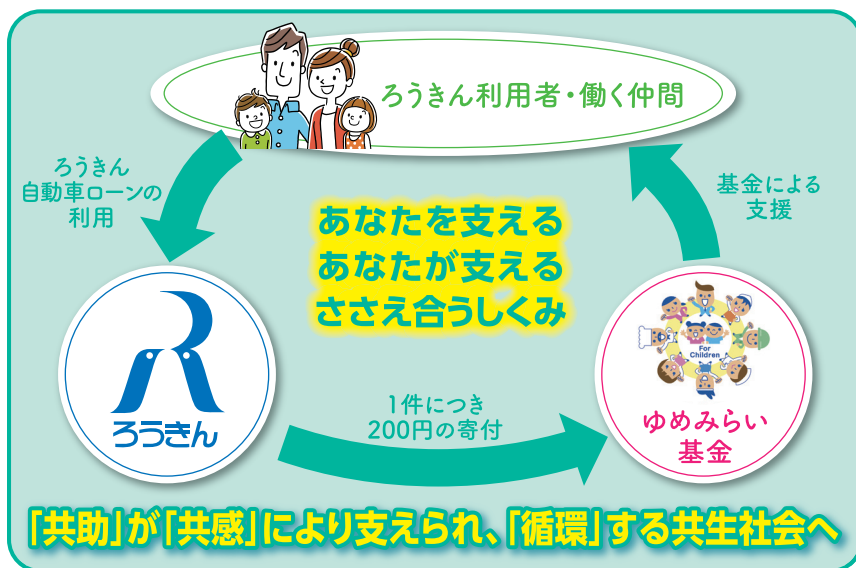 ろうきん利用者・働く仲間
ろうきん
自動車ローンの
利用
基金による
支援
あなたを支える
あなたが支える
ささえ合うしくみ
ろうきん
1件につき
200円の寄付
For
Children
ゆめみらい
基金
「共助」が「共感」により支えられ、「循環」する共生社会へ